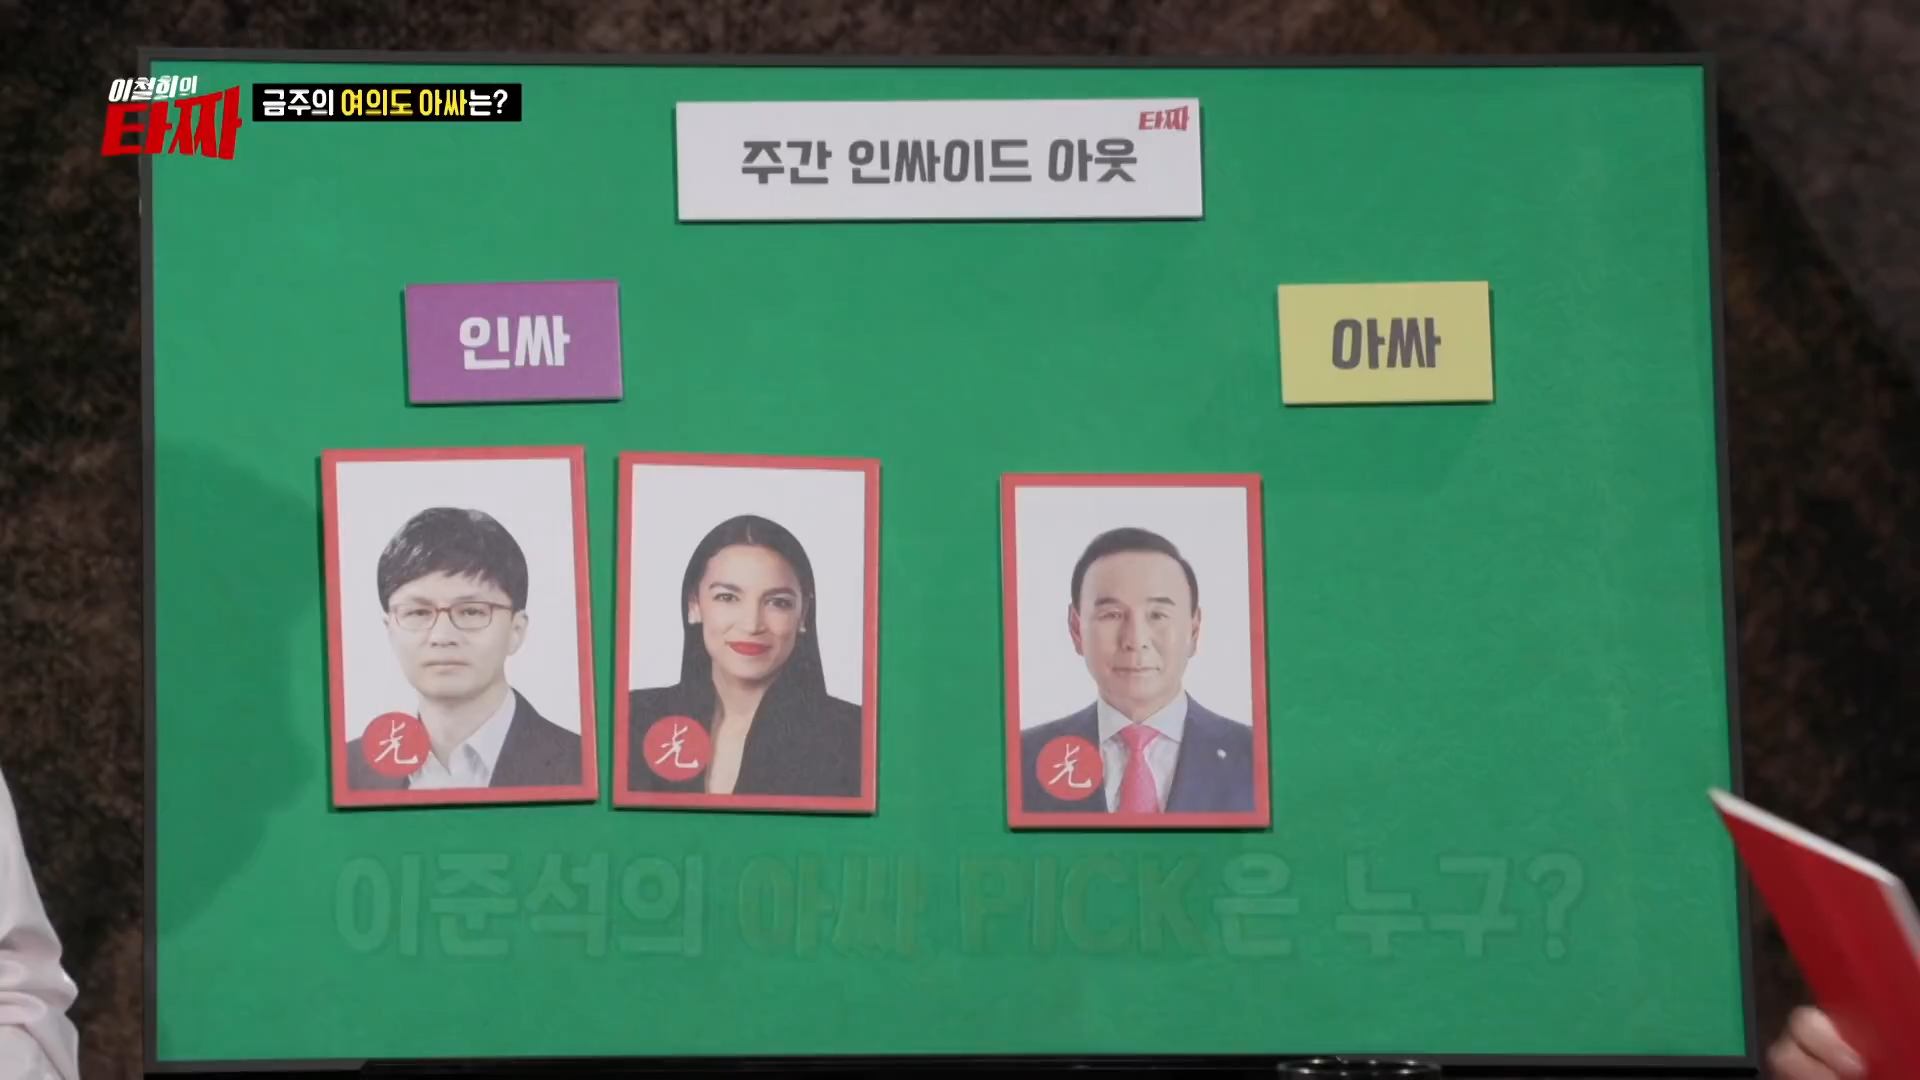 이철희의
타짜
금주의 여의도 아싸는?
타짜
주간 인싸이드 아웃
인싸
아싸
光
光
光
이준석의 아싸 PICK은 누구?